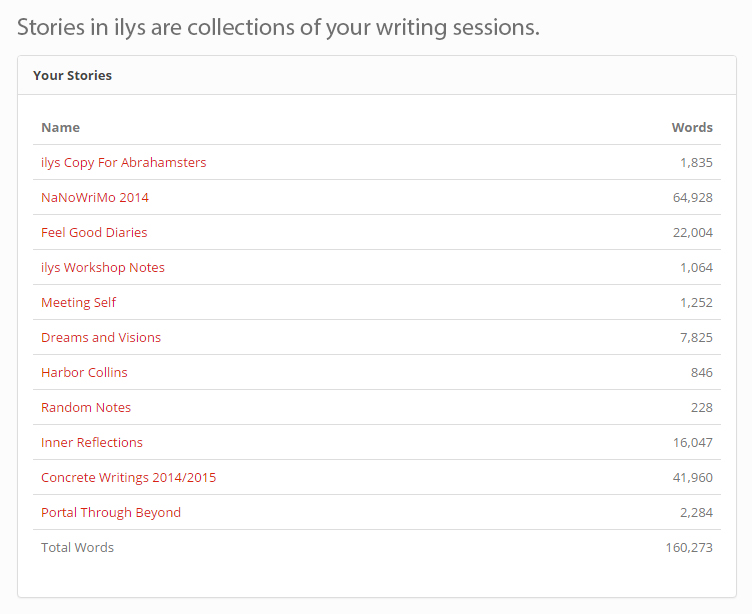 Stories in ilys are collections of your writing sessions.
Your Stories
Name Words
ilys Copy For Abrahamsters 1,835
NaNoWriMo 2014 64,928
Feel Good Diaries 22,004
ilys Workshop Notes 1,064
Meeting Self 1,252
Dreams and Visions 7,825
Harbor Collins 846
Random Notes 228
Inner Reflections 16,047
Concrete Writings 2014/2015 41,960
Portal Through Beyond 2,284
Total Words 160,273